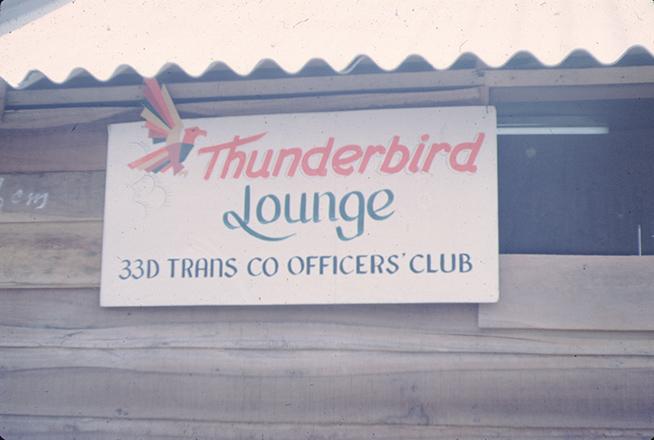 Thunderbird
Lounge
33D TRANS CO OFFICERS' CLUB